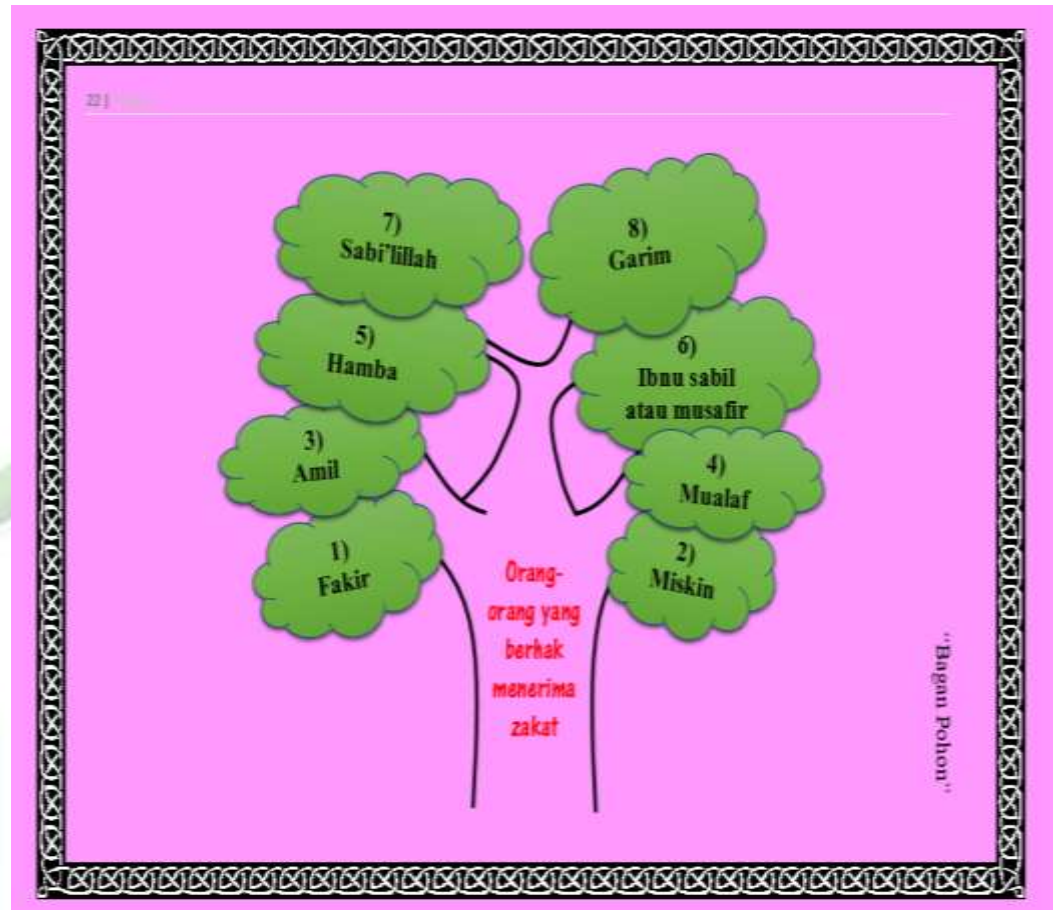 22 |
7)
Sabi'lillah
8)
Garim
5)
Hamba
6)
Ibnu sabil
atau musafir
3)
Amil
4)
Mualaf
1)
Fakir
2)
Miskin
Orang-
orang yang
berhak
menerima
zakat
"Bagan Pohon"